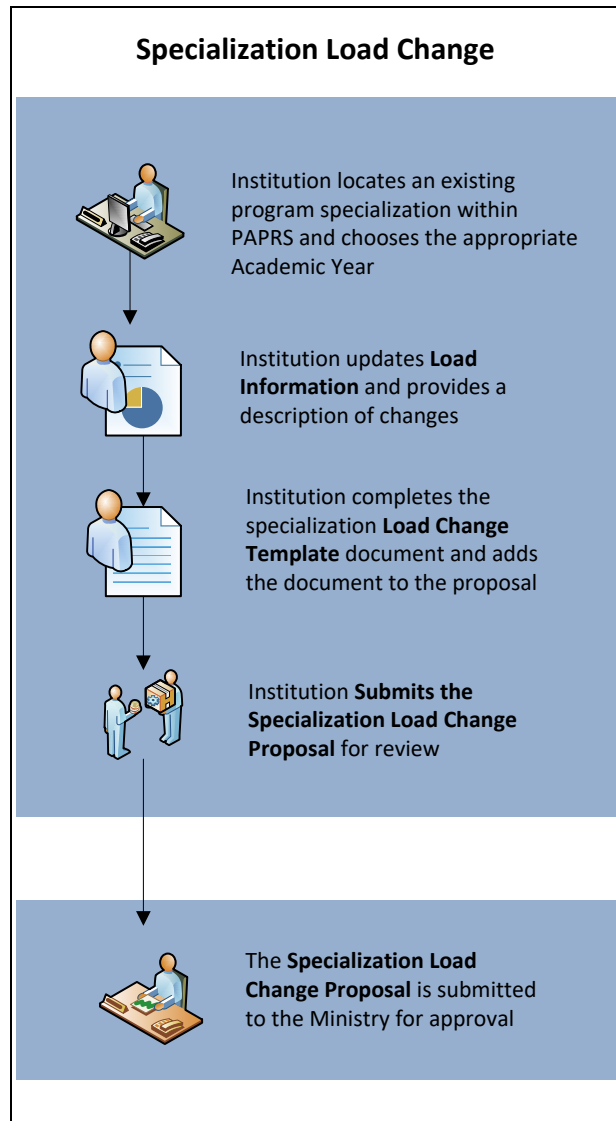 Specialization Load Change
Institution locates an existing
program specialization within
PAPRS and chooses the appropriate
Academic Year
Institution updates Load
Information and provides a
description of changes
Institution completes the
specialization Load Change
Template document and adds
the document to the proposal
Institution Submits the
Specialization Load Change
Proposal for review
The Specialization Load
Change Proposal is submitted
to the Ministry for approval